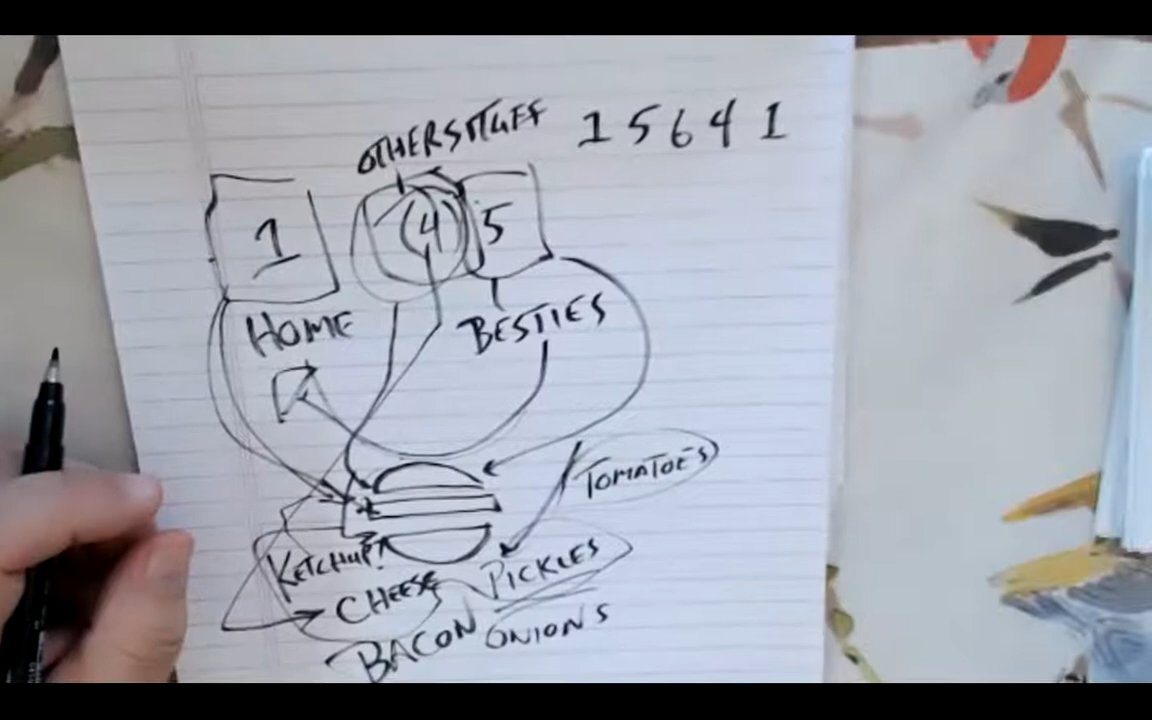 OTHERSTUFF 15641
1 4 5
HOME BESTIES
TOMATOES
KETCHUP? PICKLES
CHEESE
BACON ONIONS